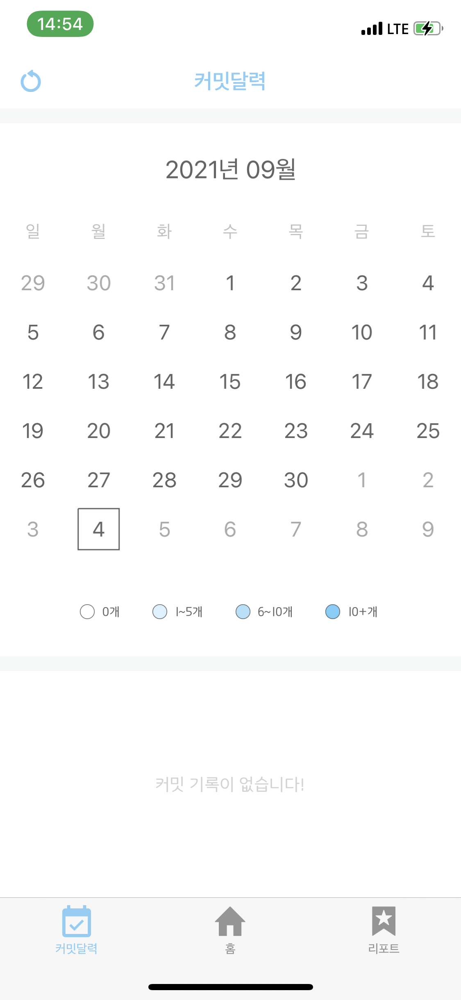 14:54 LTE
커밋달력
2021년 09월
일 월 화 수 목 금 토
29 30 31 1 2 3 4
5 6 7 8 9 10 11
12 13 14 15 16 17 18
19 20 21 22 23 24 25
26 27 28 29 30 1 2
3 4 5 6 7 8 9
0개 1~5개 6~10개 10+개
커밋 기록이 없습니다!
커밋달력 홈 리포트